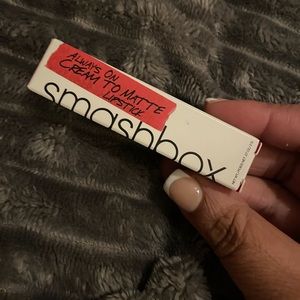 ALWAYS ON
CREAM TO MATTE
LIPSTICK
smashbox